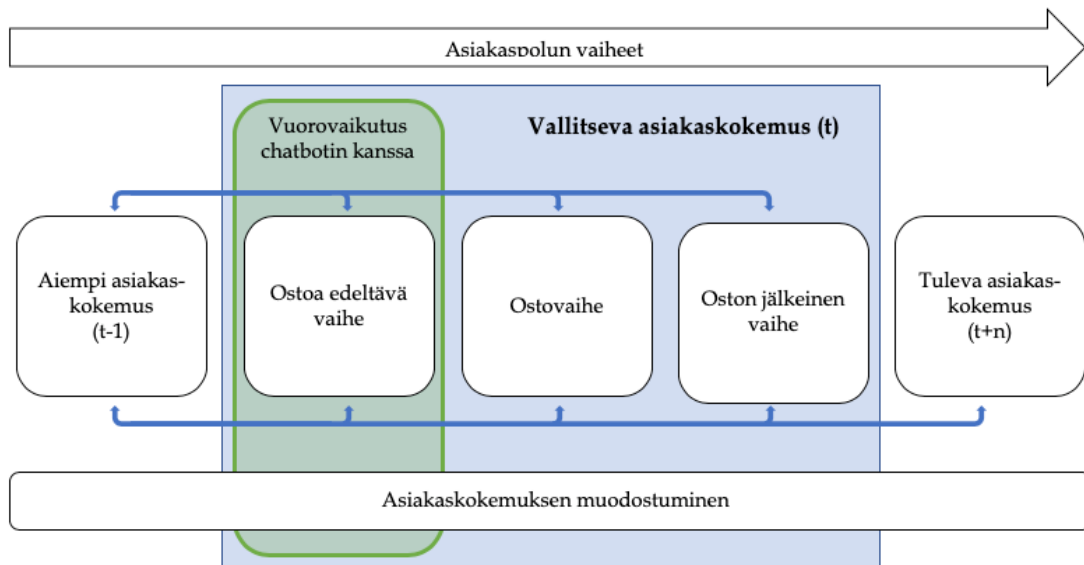 Asiakaspolun vaiheet
Vuorovaikutus
chatbotin kanssa
Vallitseva asiakaskokemus (t)
Aiempi asiakas-
kokemus
(t-1)
Ostoa edeltävä
vaihe
Ostovaihe
Oston jälkeinen
vaihe
Tuleva asiakas-
kokemus
(t+n)
Asiakaskokemuksen muodostuminen